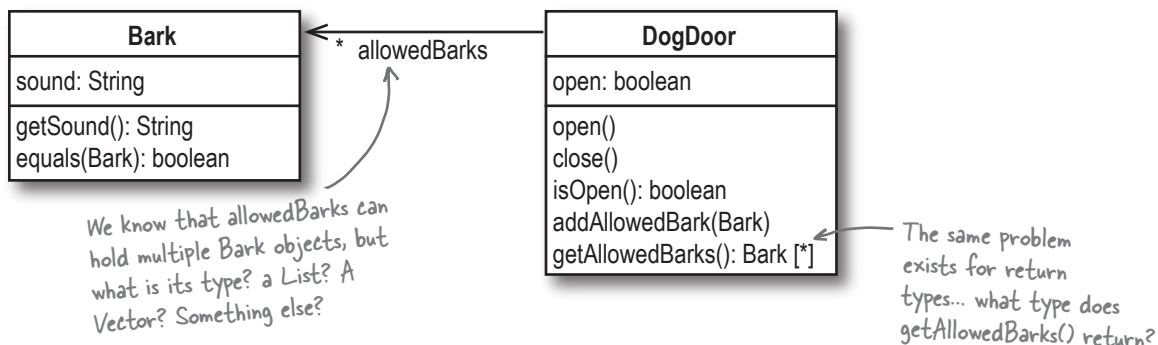 Bark
sound: String
getSound(): String
equals(Bark): boolean
* allowedBarks
DogDoor
open: boolean
open()
close()
isOpen(): boolean
addAllowedBark(Bark)
getAllowedBarks(): Bark [*]
We know that allowedBarks can
hold multiple Bark objects, but
what is its type? a List? A
Vector? Something else?
The same problem
exists for return
types... what type does
getAllowedBarks() return?